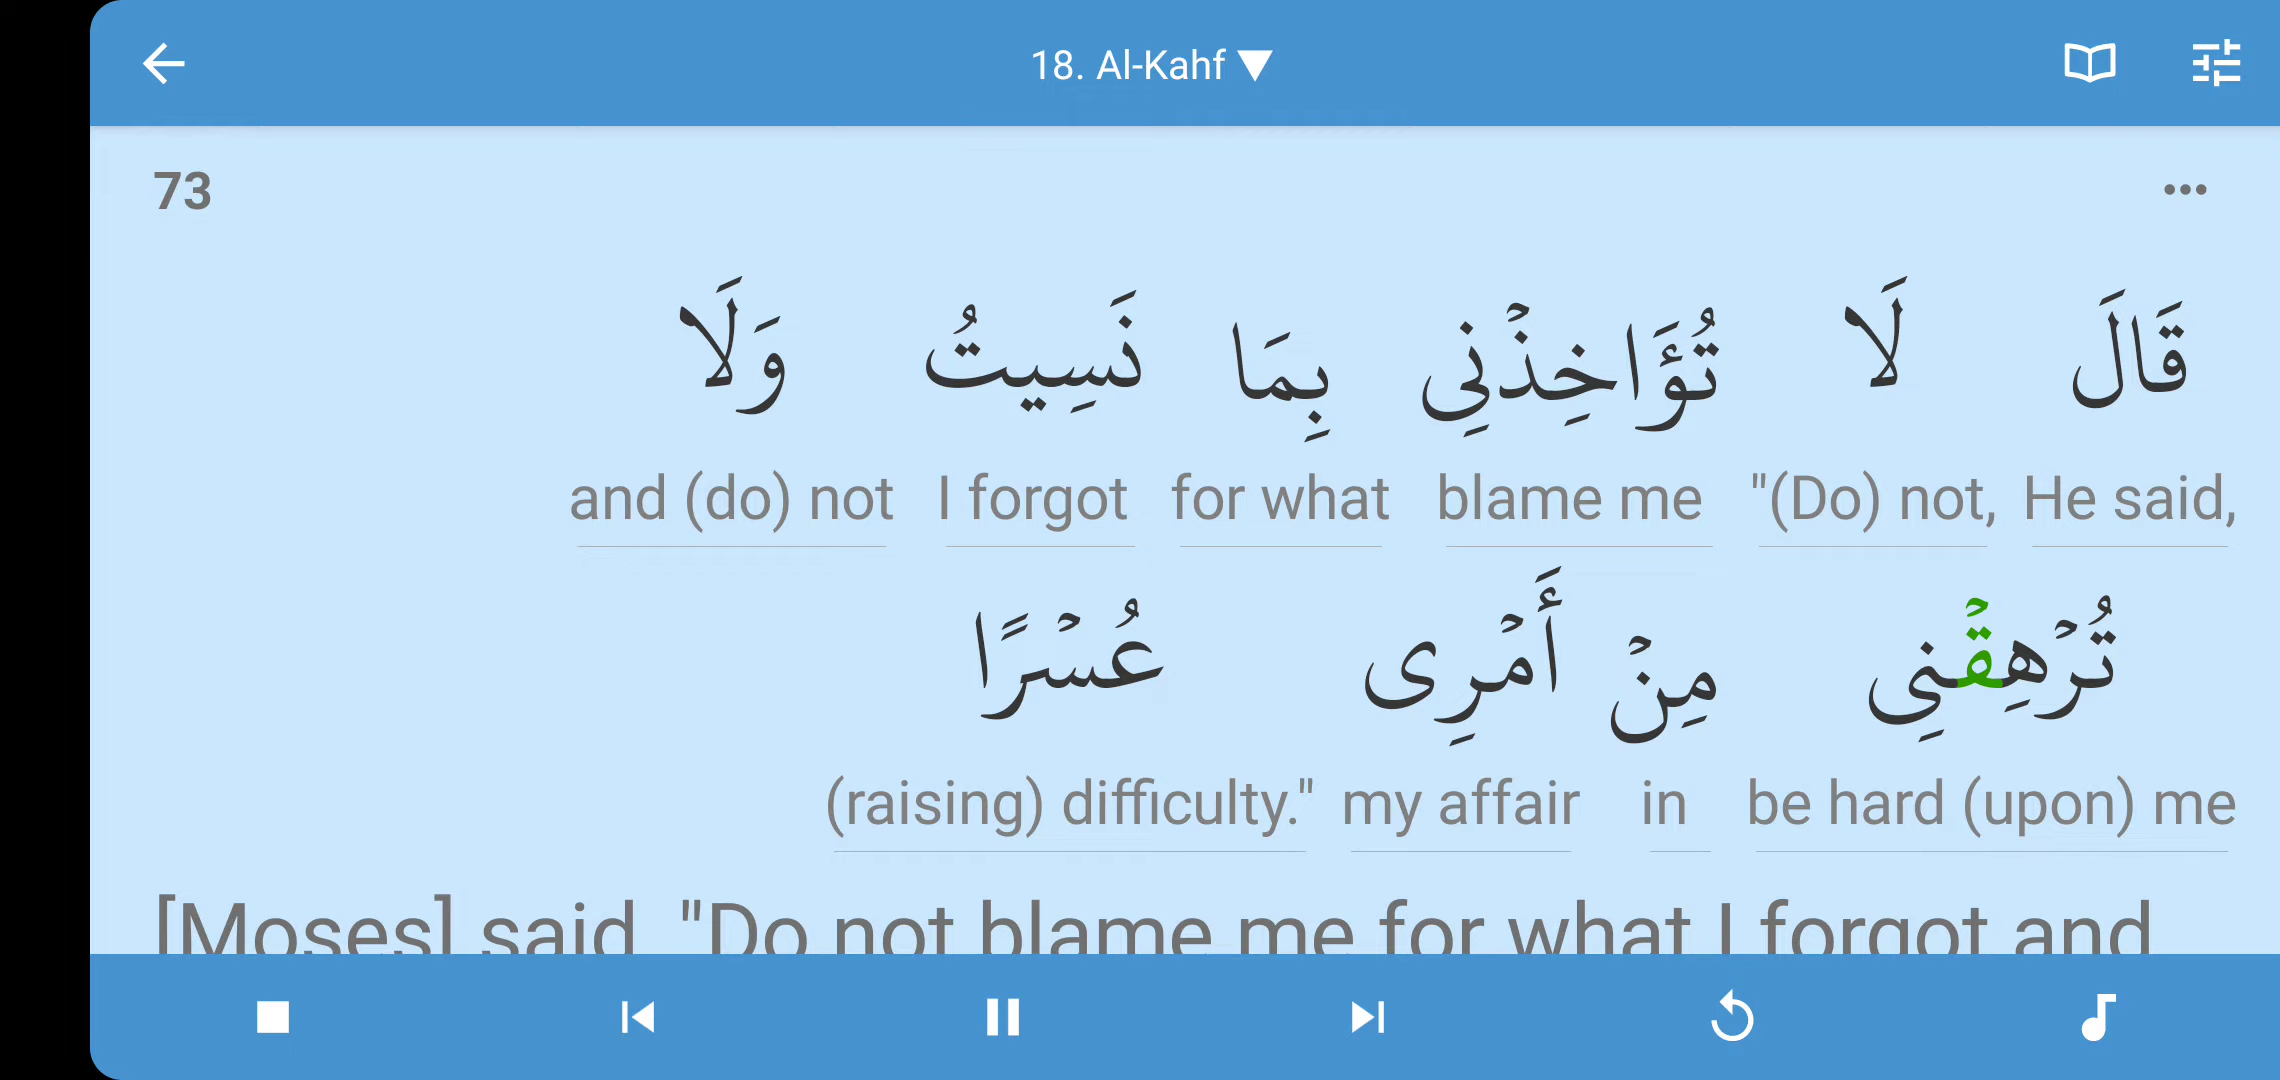 18. Al-Kahf ▼
73
قَالَ لَا تُؤَاخِذْنِى بِمَا نَسِيتُ وَلَا
He said, "(Do) not, blame me for what I forgot and (do) not
تُرْهِقْنِى مِنْ أَمْرِى عُسْرًا
be hard (upon) me in my affair (raising) difficulty."
[Moses] said, "Do not blame me for what I forgot and